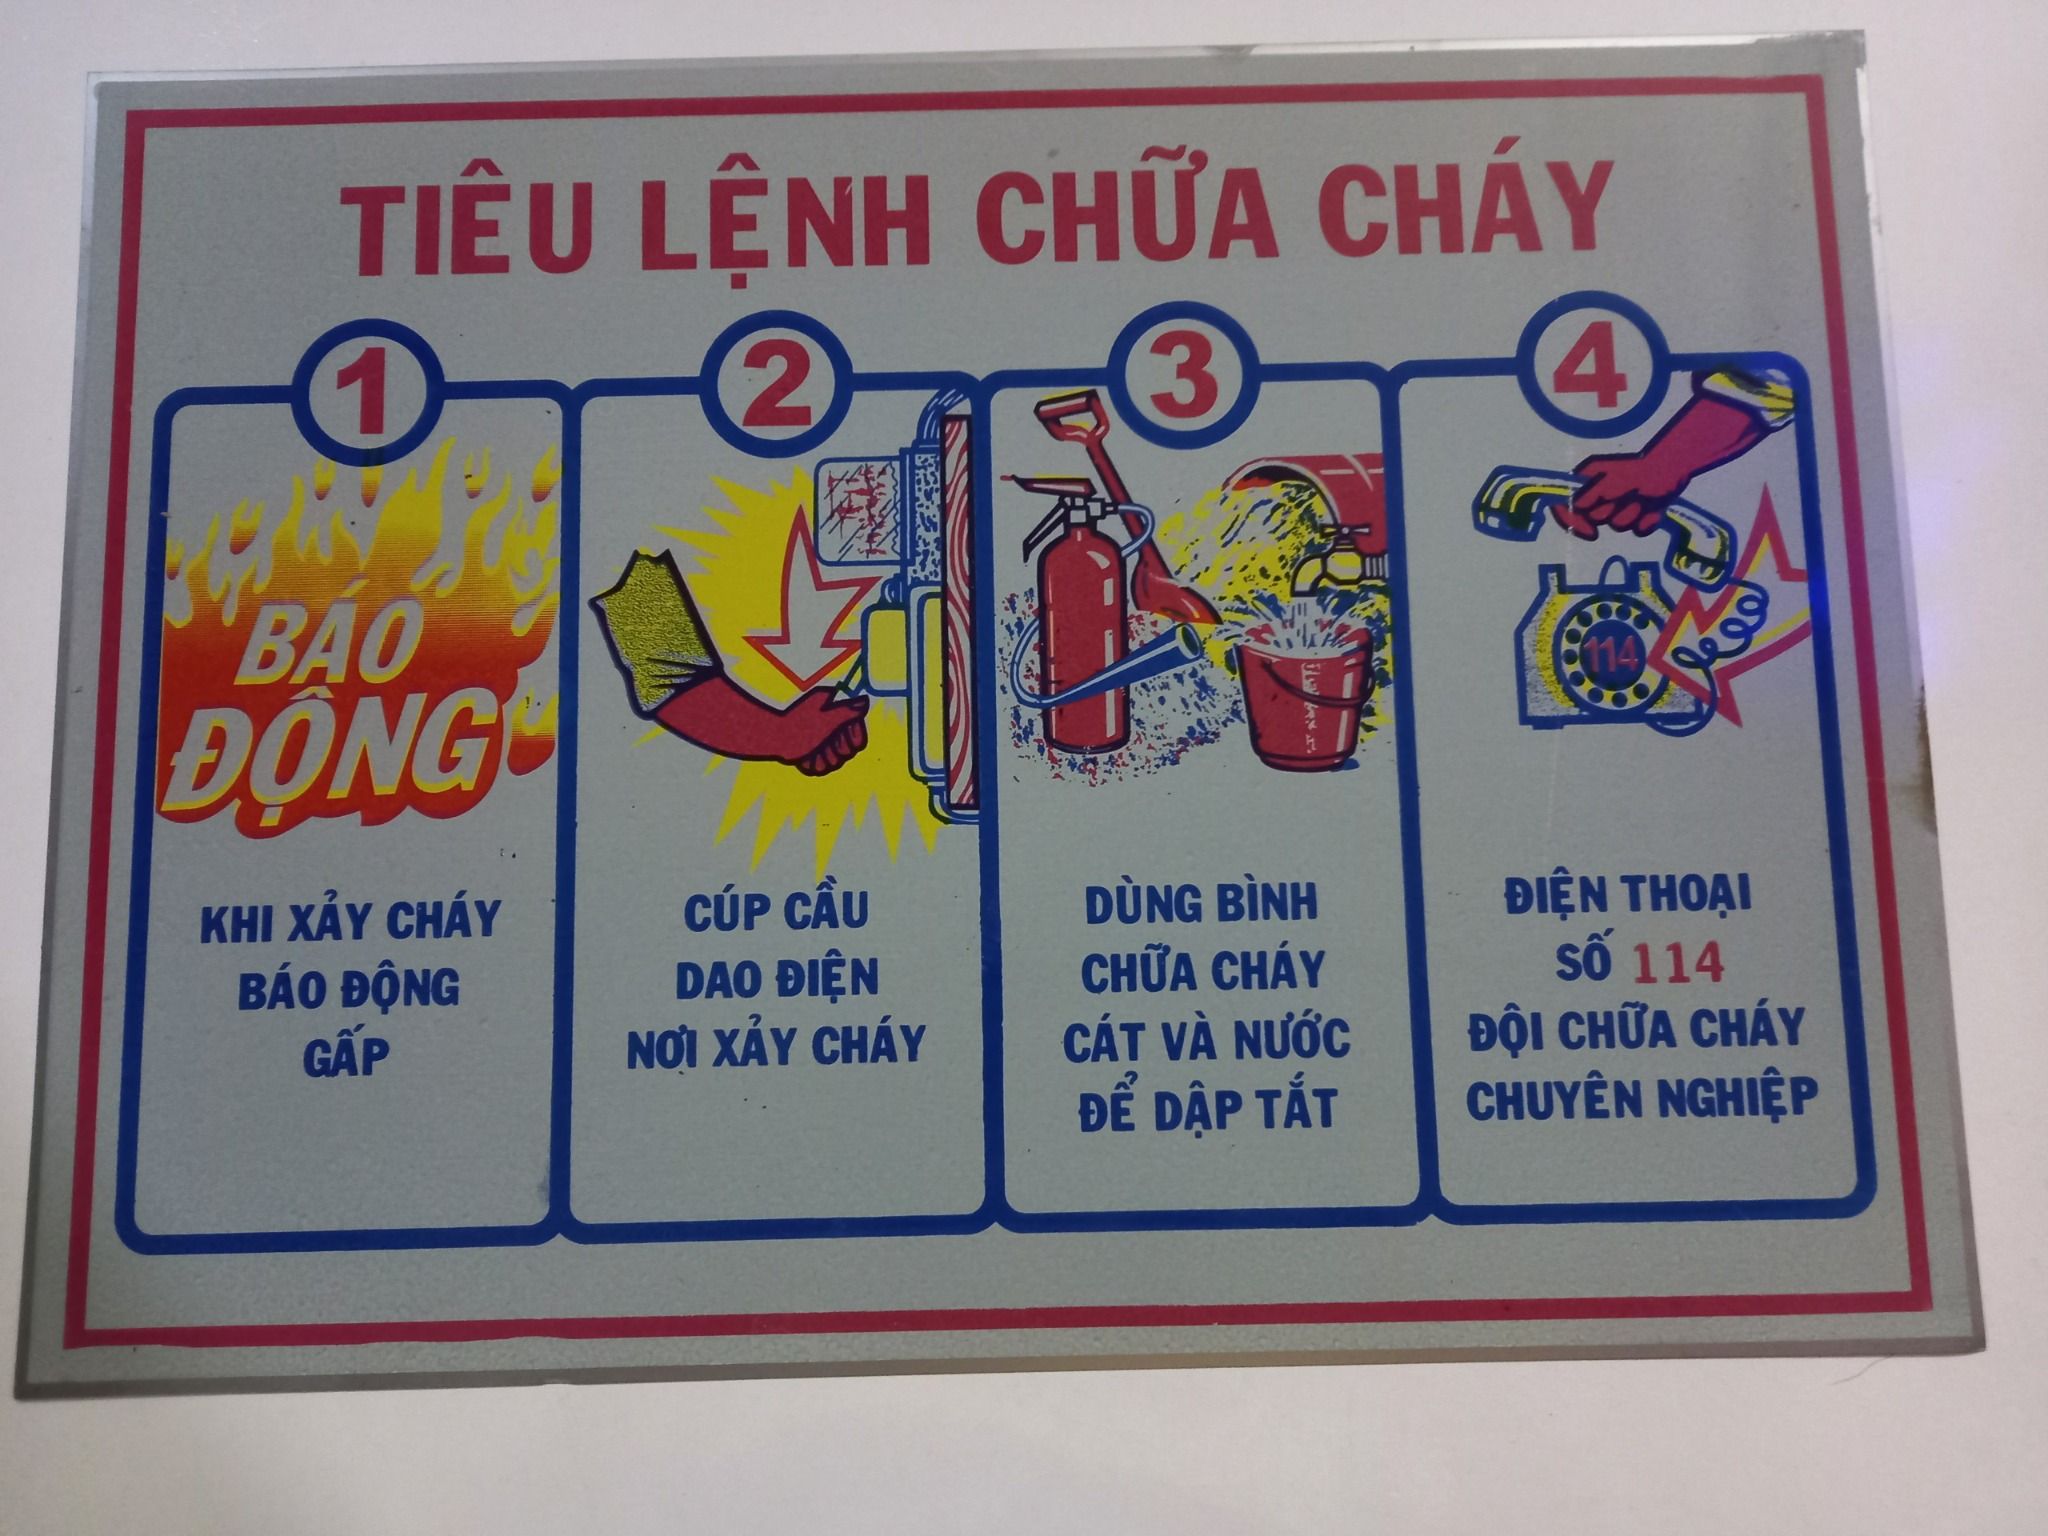 TIÊU LỆNH CHỮA CHÁY
1
BÁO
ĐỘNG
KHI XẢY CHÁY
BÁO ĐỘNG
GẤP
2
CÚP CẦU
DAO ĐIỆN
NƠI XẢY CHÁY
3
DÙNG BÌNH
CHỮA CHÁY
CÁT VÀ NƯỚC
ĐỂ DẬP TẮT
4
114
ĐIỆN THOẠI
SỐ 114
ĐỘI CHỮA CHÁY
CHUYÊN NGHIỆP